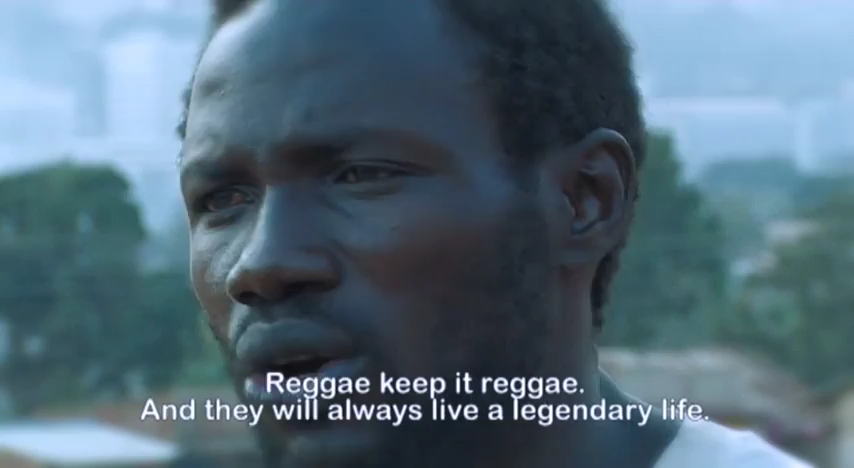 Reggae keep it reggae.
And they will always live a legendary life.